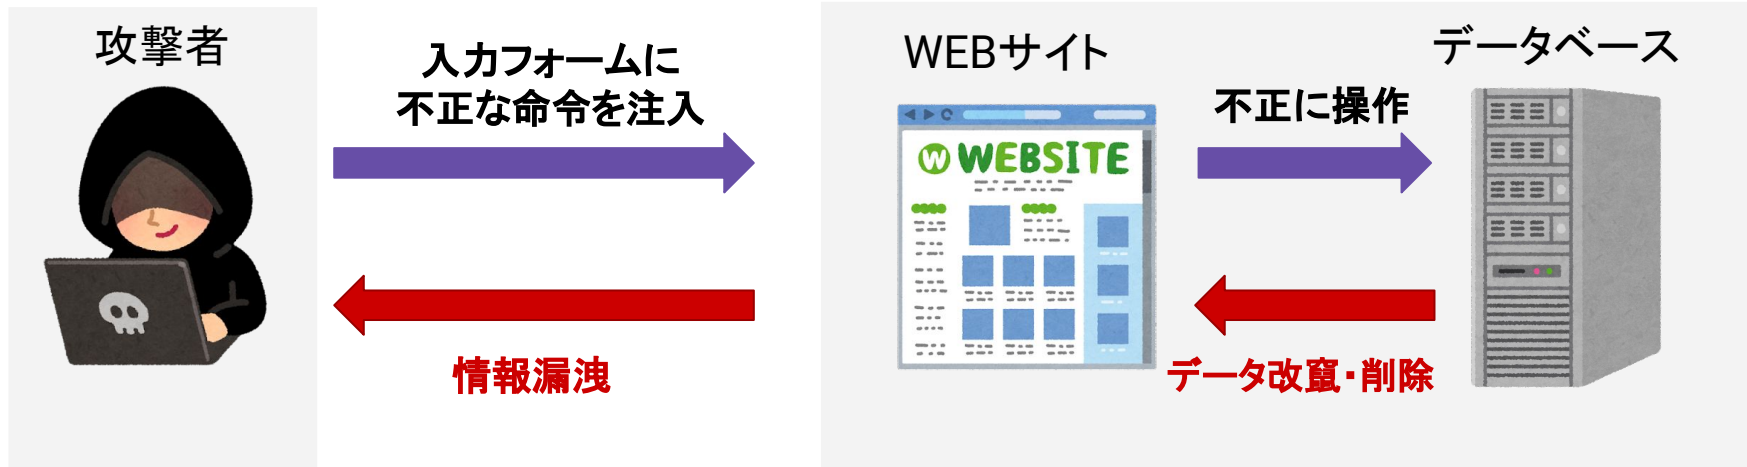 攻撃者
入力フォームに
不正な命令を注入
WEBサイト
不正に操作
データベース
W WEBSITE
情報漏洩
データ改竄・削除